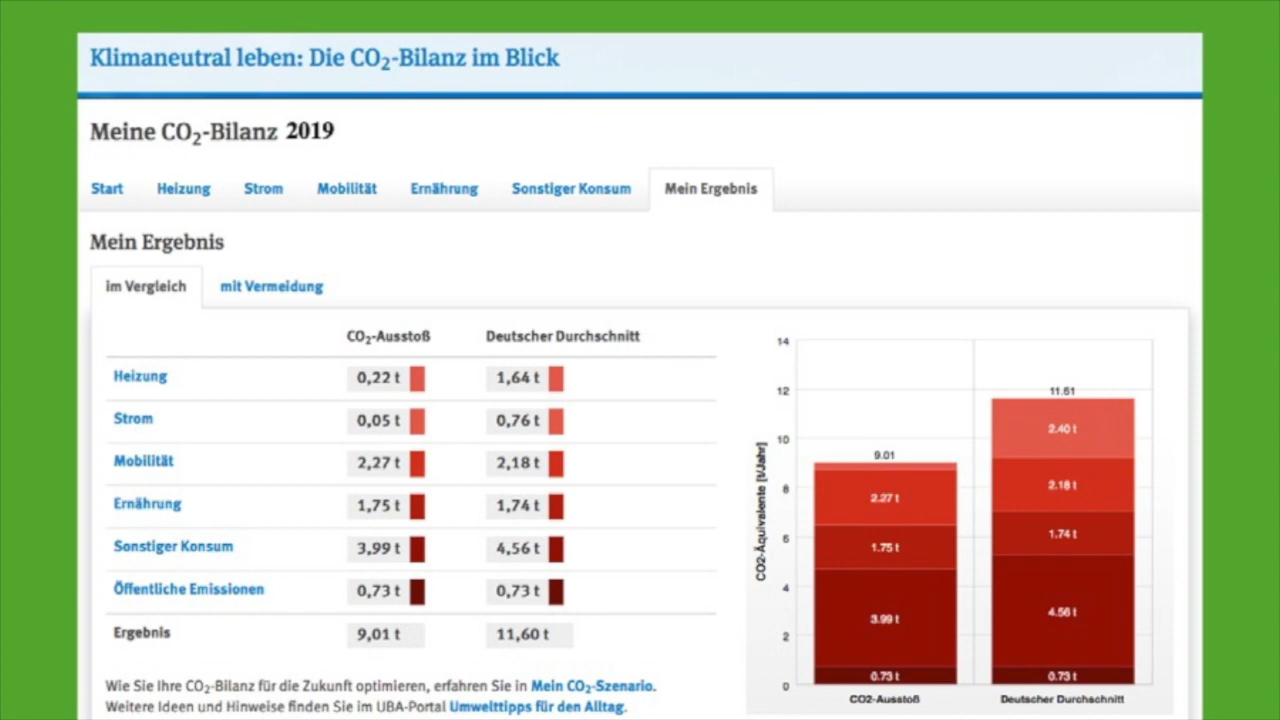 Klimaneutral leben: Die CO₂-Bilanz im Blick
Meine CO₂-Bilanz 2019
Start Heizung Strom Mobilität Ernährung Sonstiger Konsum Mein Ergebnis
Mein Ergebnis
im Vergleich mit Vermeidung
CO₂-Ausstoß Deutscher Durchschnitt
Heizung 0,22 t 1,64 t
Strom 0,05 t 0,76 t
Mobilität 2,27 t 2,18 t
Ernährung 1,75 t 1,74 t
Sonstiger Konsum 3,99 t 4,56 t
Öffentliche Emissionen 0,73 t 0,73 t
Ergebnis 9,01 t 11,60 t
Wie Sie Ihre CO₂-Bilanz für die Zukunft optimieren, erfahren Sie in Mein CO₂-Szenario.
Weitere Ideen und Hinweise finden Sie im UBA-Portal Umwelttipps für den Alltag.
CO2-Äquivalente [t/Jahr]
14
12
10
8
6
4
2
0
9.01
2.27 t
1.75 t
3.99 t
0.73 t
11.61
2.40 t
2.18 t
1.74 t
4.56 t
0.73 t
CO2-Ausstoß Deutscher Durchschnitt